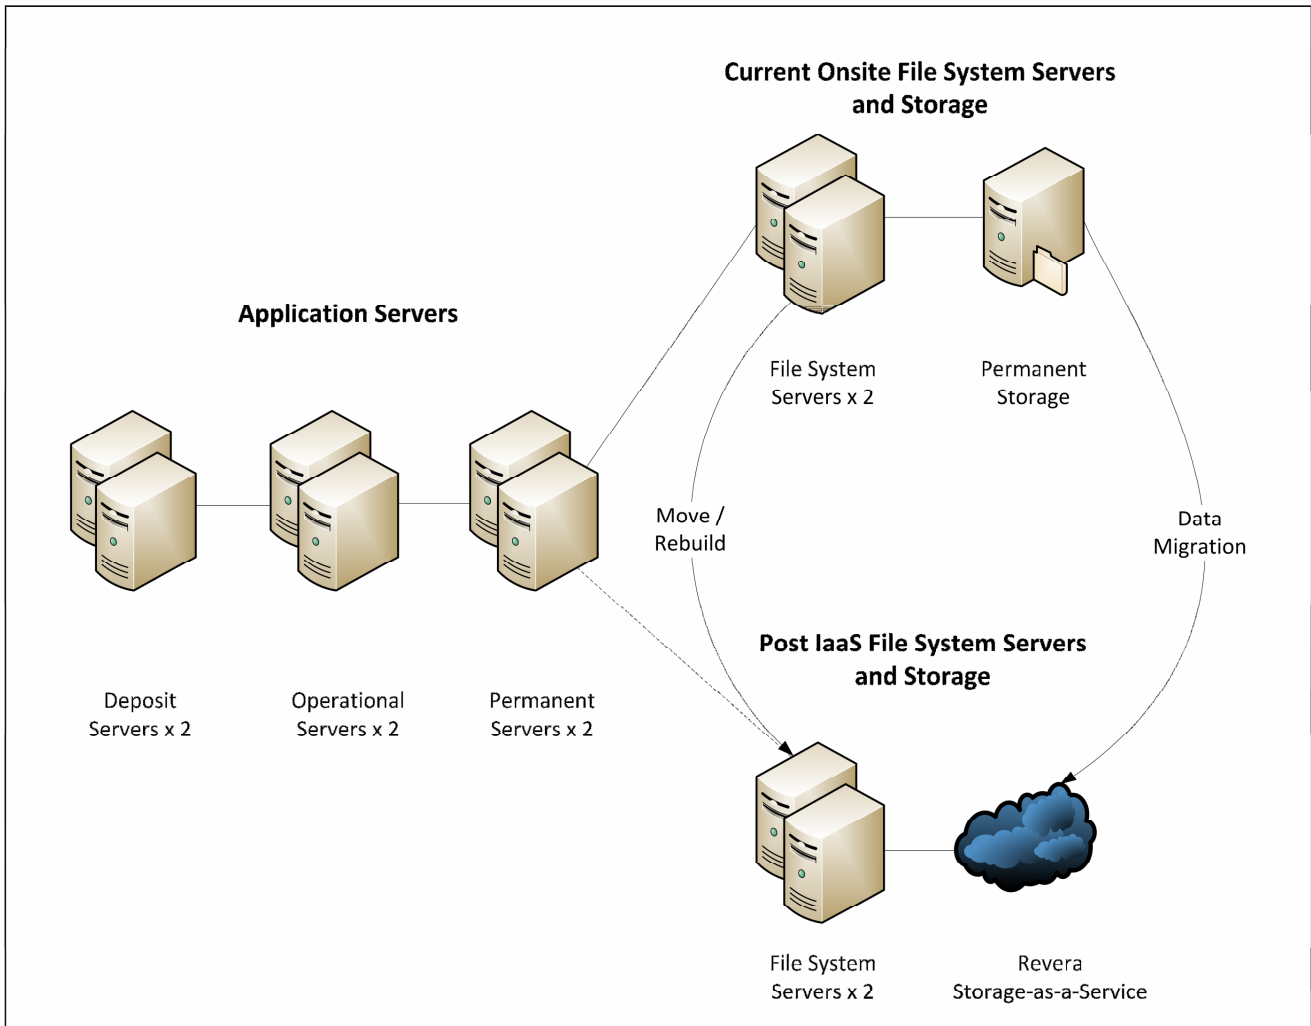 Current Onsite File System Servers
and Storage
Application Servers
File System
Servers x 2
Permanent
Storage
Move /
Rebuild
Data
Migration
Post IaaS File System Servers
and Storage
Deposit
Servers x 2
Operational
Servers x 2
Permanent
Servers x 2
File System
Servers x 2
Revera
Storage-as-a-Service